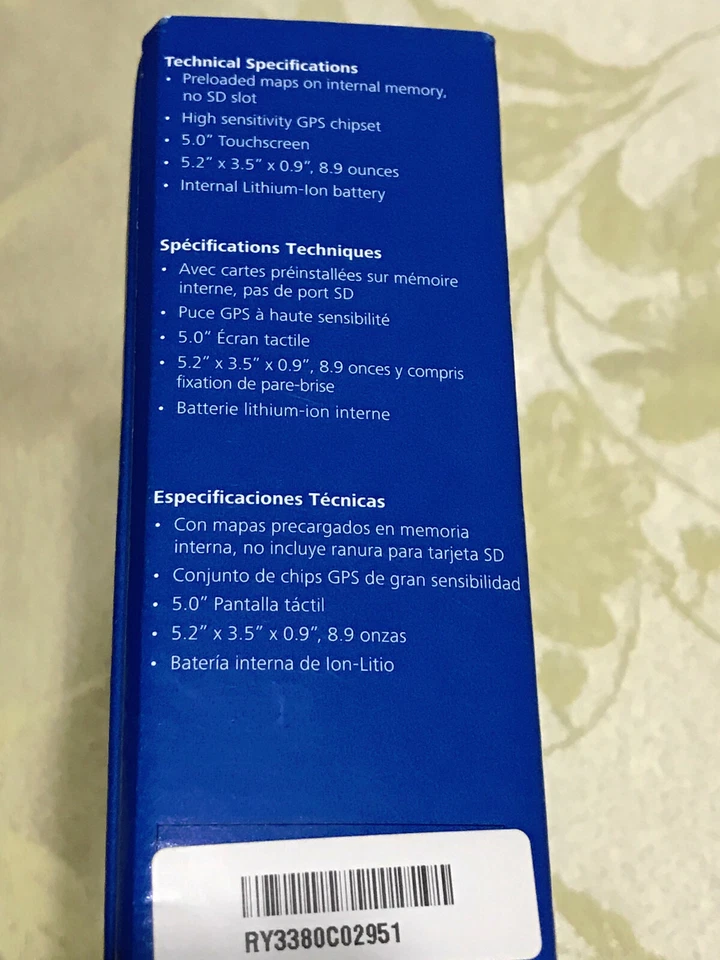 Technical Specifications
• Preloaded maps on internal memory,
no SD slot
• High sensitivity GPS chipset
• 5.0” Touchscreen
• 5.2” x 3.5” x 0.9”, 8.9 ounces
• Internal Lithium-Ion battery
Spécifications Techniques
• Avec cartes préinstallées sur mémoire
interne, pas de port SD
• Puce GPS à haute sensibilité
• 5.0” Écran tactile
• 5.2” x 3.5” x 0.9”, 8.9 onces y compris
fixation de pare-brise
• Batterie lithium-ion interne
Especificaciones Técnicas
• Con mapas precargados en memoria
interna, no incluye ranura para tarjeta SD
• Conjunto de chips GPS de gran sensibilidad
• 5.0” Pantalla táctil
• 5.2” x 3.5” x 0.9”, 8.9 onzas
• Batería interna de Ion-Litio
RY3380C02951